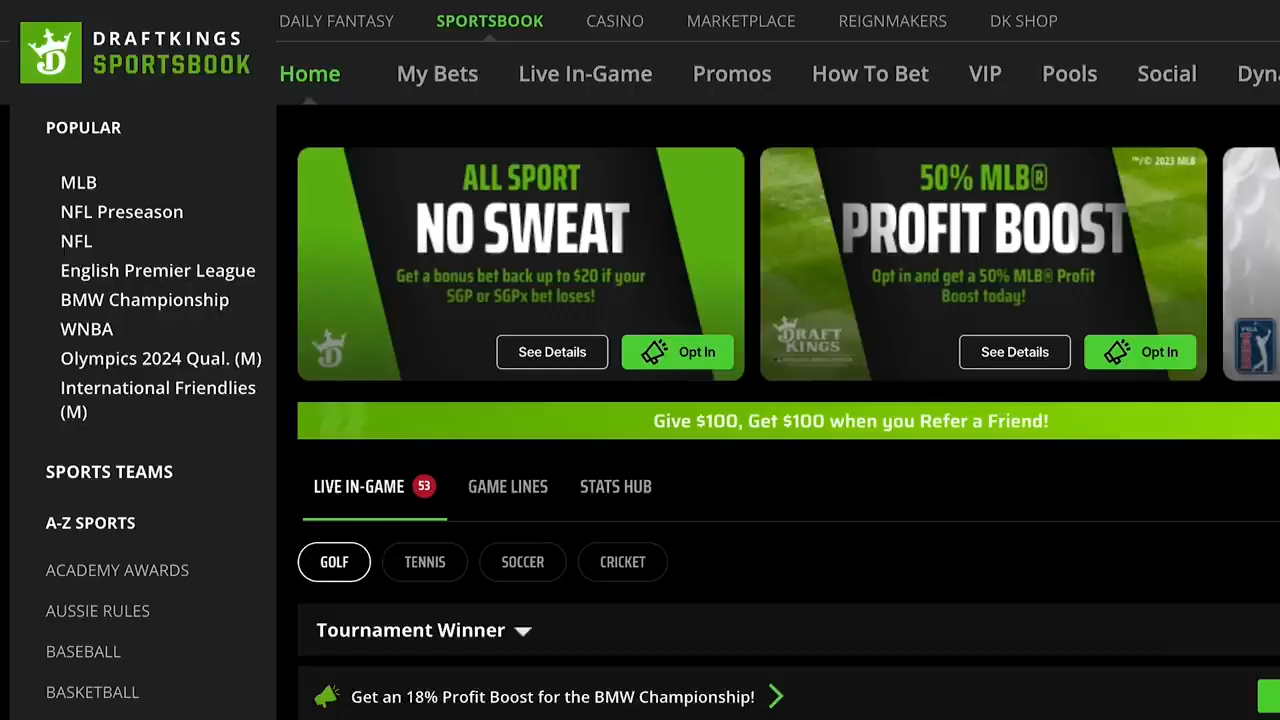 DRAFTKINGS
SPORTSBOOK
DAILY FANTASY
SPORTSBOOK
CASINO
MARKETPLACE
REIGNMAKERS
DK SHOP
Home
My Bets
Live In-Game
Promos
How To Bet
VIP
Pools
Social
Dyna
POPULAR
MLB
NFL Preseason
NFL
English Premier League
BMW Championship
WNBA
Olympics 2024 Qual. (M)
International Friendlies
(M)
SPORTS TEAMS
A-Z SPORTS
ACADEMY AWARDS
AUSSIE RULES
BASEBALL
BASKETBALL
ALL SPORT
NO SWEAT
Get a bonus bet back up to $20 if your
SGP or SGPx bet loses!
See Details
Opt In
™/© 2023 MLB
50% MLB®
PROFIT BOOST
Opt in and get a 50% MLB® Profit
Boost today!
DRAFT
KINGS
See Details
Opt In
Give $100, Get $100 when you Refer a Friend!
LIVE IN-GAME 53
GAME LINES
STATS HUB
GOLF
TENNIS
SOCCER
CRICKET
Tournament Winner
Get an 18% Profit Boost for the BMW Championship!